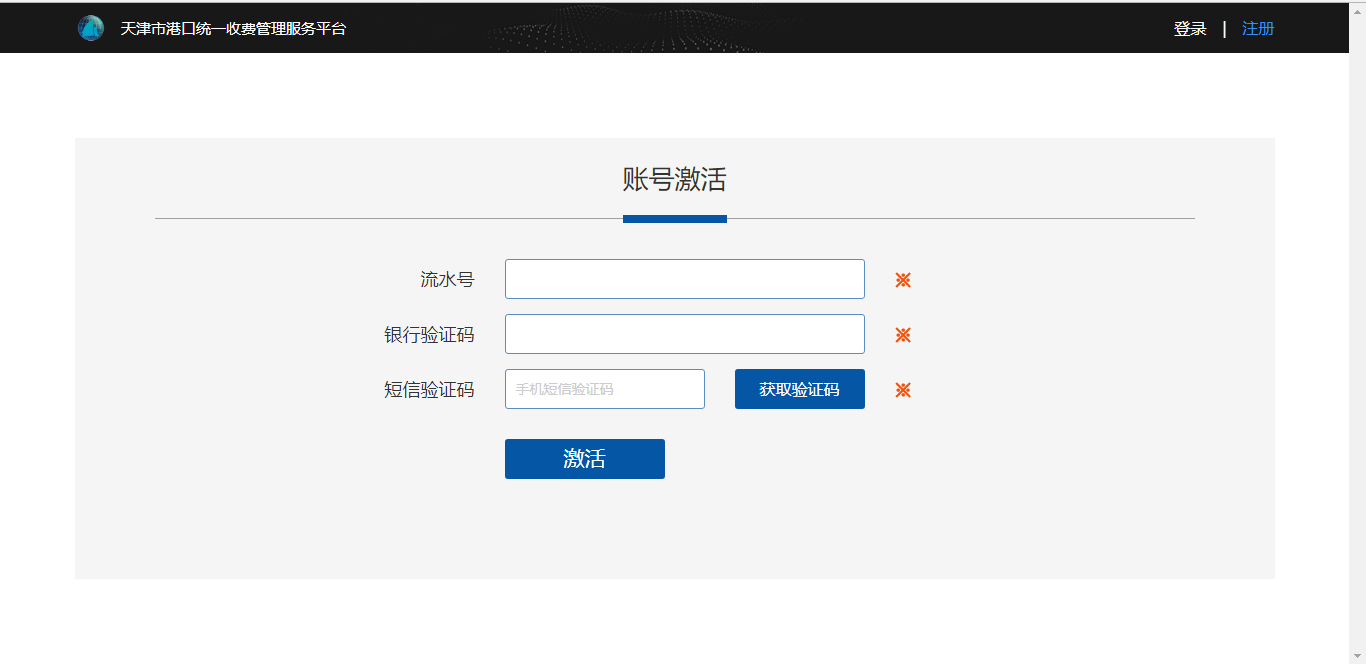 天津市港口统一收费管理服务平台
登录 | 注册
账号激活
流水号 ※
银行验证码 ※
短信验证码 手机短信验证码 获取验证码 ※
激活